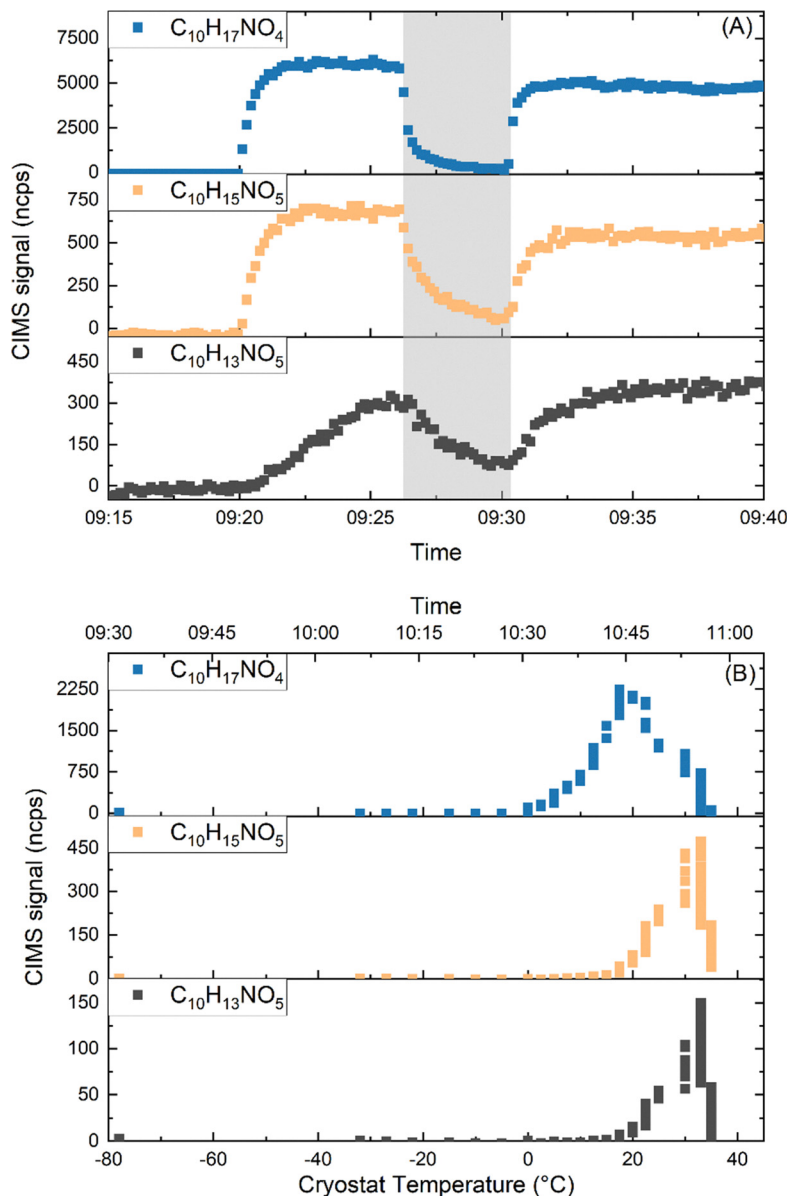 C₁₀H₁₇NO₄ (A)
7500
5000
2500
0
C₁₀H₁₅NO₅
750
500
250
0
C₁₀H₁₃NO₅
450
300
150
0
CIMS signal (ncps)
09:15 09:20 09:26 09:30 09:35 09:40
Time
Time
09:30 09:45 10:00 10:15 10:30 10:45 11:00
C₁₀H₁₇NO₄ (B)
2250
1500
750
0
C₁₀H₁₅NO₅
450
300
150
0
C₁₀H₁₃NO₅
150
100
50
0
CIMS signal (ncps)
-80 -60 -40 -20 0 20 40
Cryostat Temperature (°C)